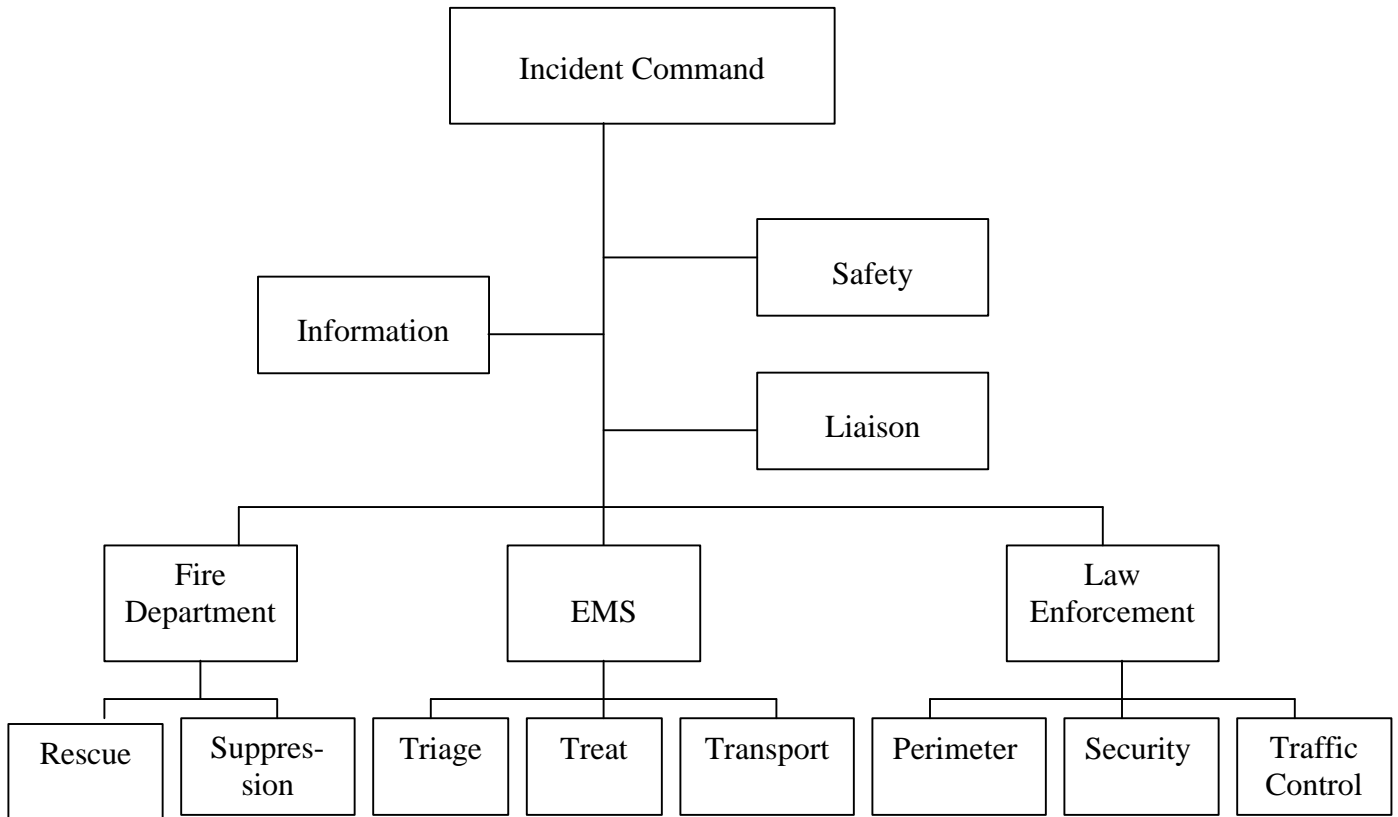 Incident Command
Safety
Information
Liaison
Fire
Department
EMS
Law
Enforcement
Rescue
Suppres-
sion
Triage
Treat
Transport
Perimeter
Security
Traffic
Control